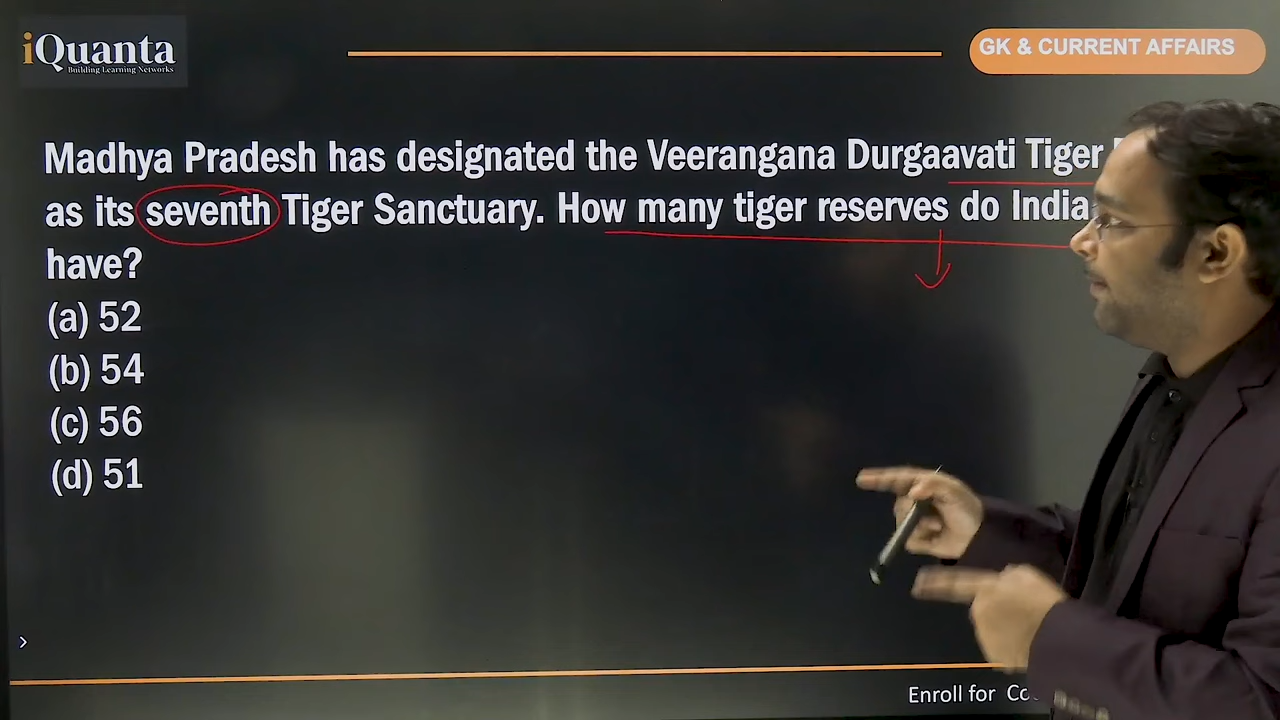 iQuanta
Building Learning Networks
GK & CURRENT AFFAIRS
Madhya Pradesh has designated the Veerangana Durgaavati Tiger
as its seventh Tiger Sanctuary. How many tiger reserves do India
have?
(a) 52
(b) 54
(c) 56
(d) 51
Enroll for